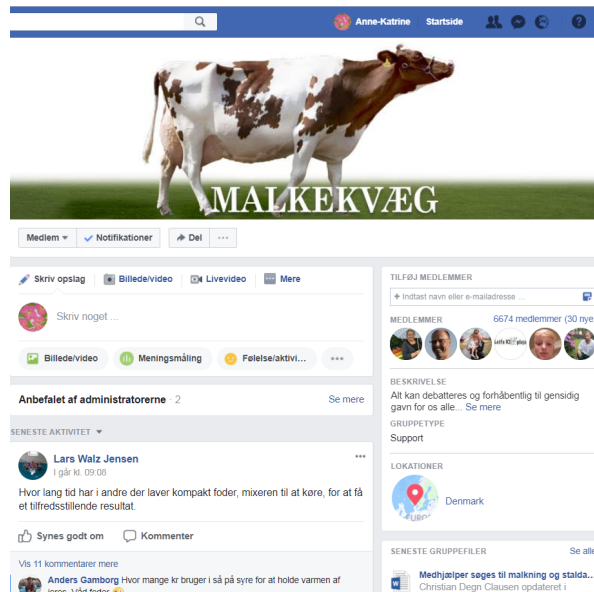 Anne-Katrine Startside
MALKEKVÆG
Medlem Notifikationer Del ...
Skriv opslag Billede/video Livevideo Mere
Skriv noget ...
Billede/video Meningsmåling Følelse/aktivi...
Anbefalet af administratorerne · 2 Se mere
SENESTE AKTIVITET
Lars Walz Jensen
I går kl. 09:08
Hvor lang tid har i andre der laver kompakt foder, mixeren til at køre, for at få
et tilfredsstillende resultat.
Synes godt om Kommenter
Vis 11 kommentarer mere
Anders Gamborg Hvor mange kr bruger i så på syre for at holde varmen af
jeres. Våd foder
TILFØJ MEDLEMMER
+ Indtast navn eller e-mailadresse ...
MEDLEMMER 6674 medlemmer (30 nye
BESKRIVELSE
Alt kan debatteres og forhåbentlig til gensidig
gavn for os alle... Se mere
GRUPPETYPE
Support
LOKATIONER
Denmark
SENESTE GRUPPEFILER Se alle
Medhjælper søges til malkning og stalda...
Christian Degn Clausen opdateret i